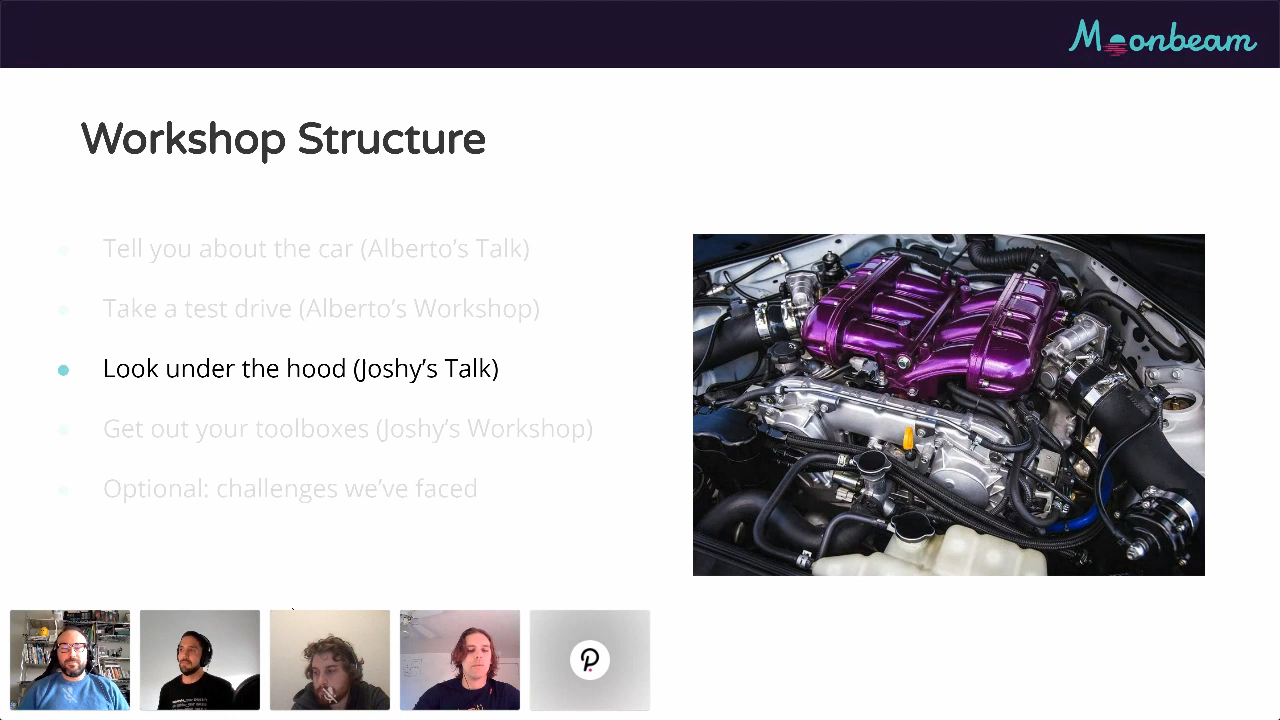 Moonbeam
Workshop Structure
Tell you about the car (Alberto's Talk)
Take a test drive (Alberto's Workshop)
Look under the hood (Joshy's Talk)
Get out your toolboxes (Joshy's Workshop)
Optional: challenges we've faced